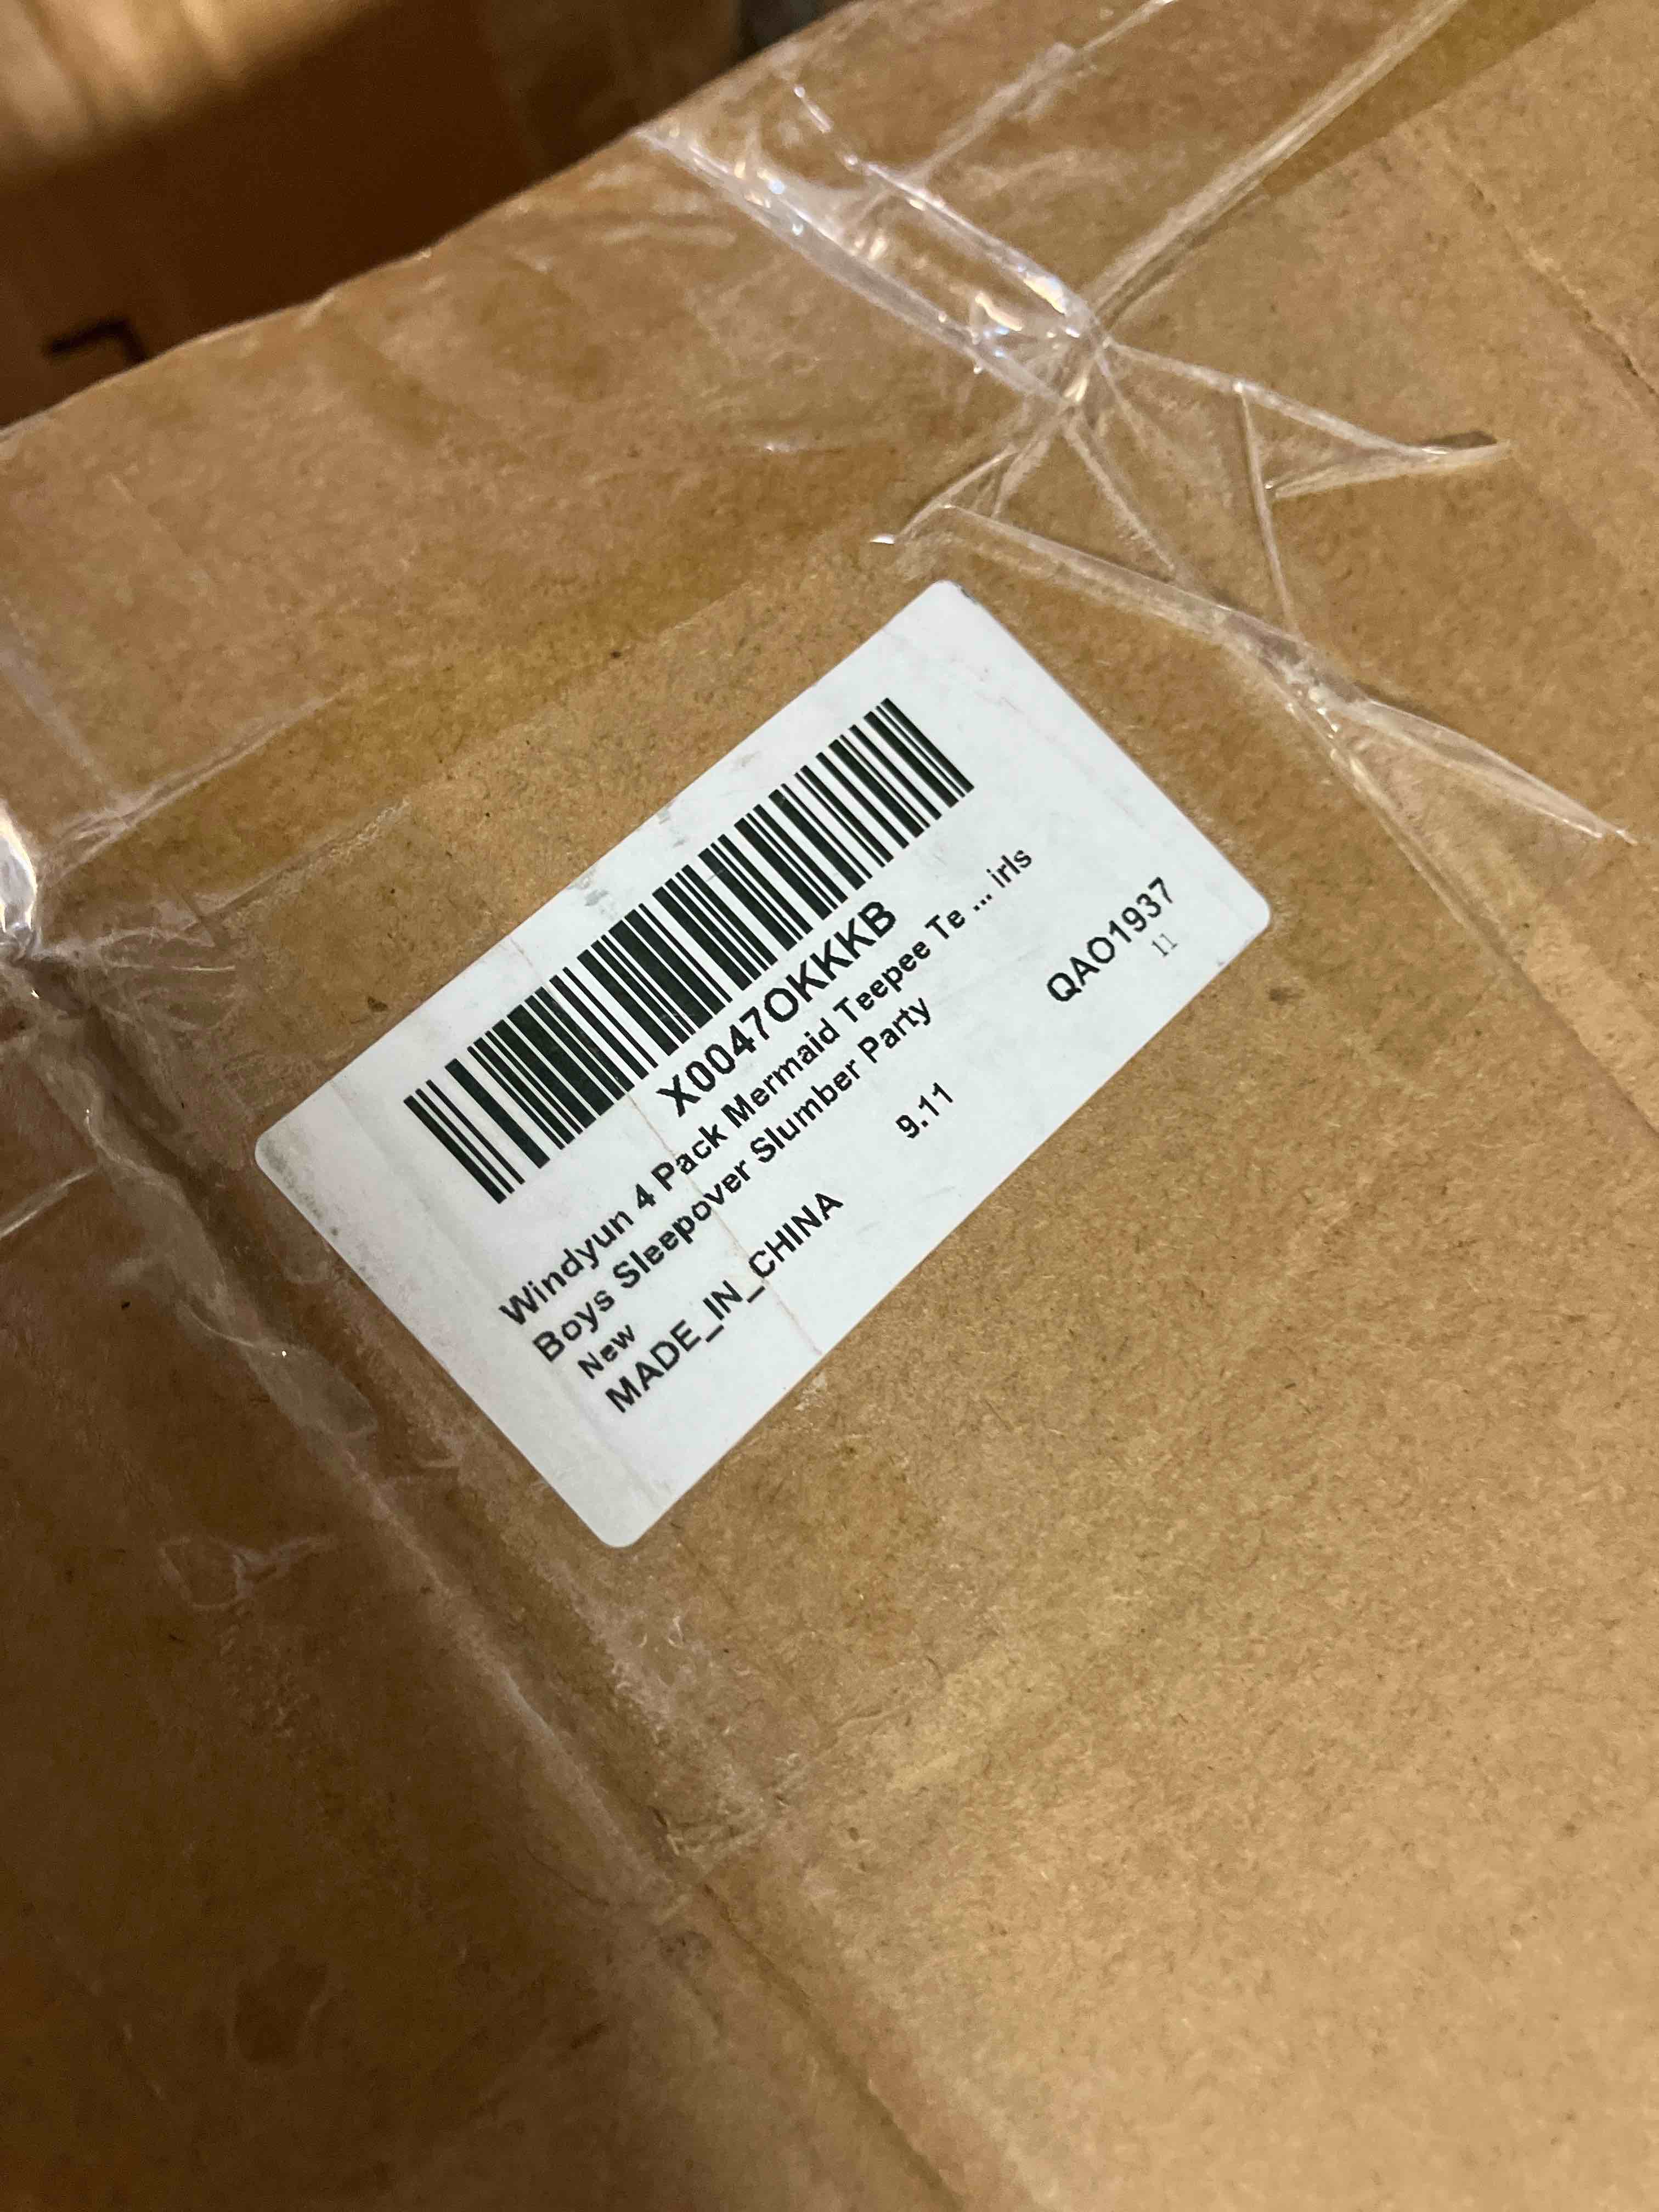 X0047OKKKB
Windyun 4 Pack Mermaid Teepee Te ... irls
Boys Sleepover Slumber Party
New
MADE_IN_CHINA
9.11
QAO1937
11